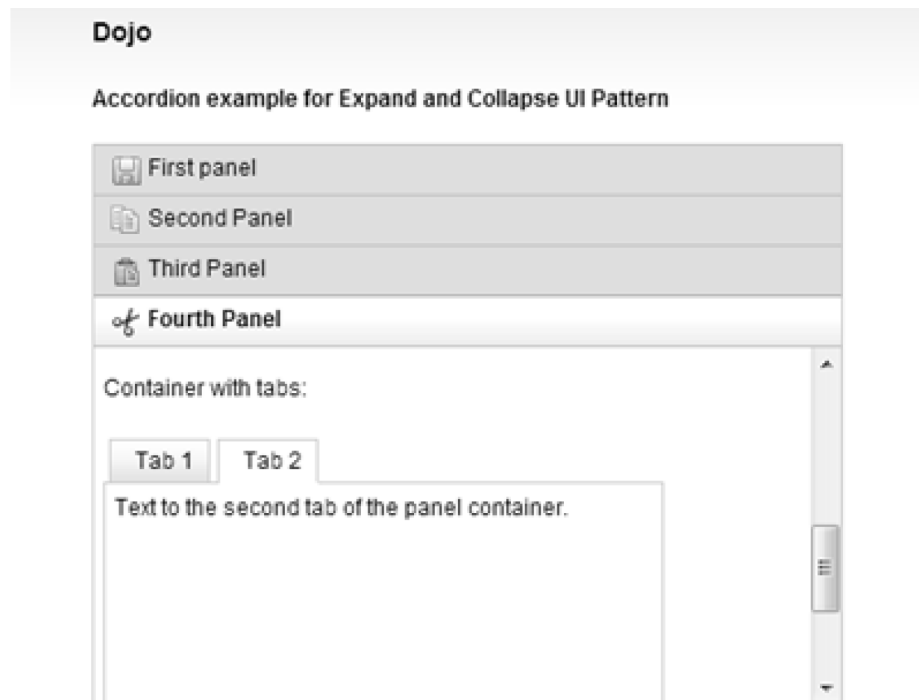 Dojo
Accordion example for Expand and Collapse UI Pattern
First panel
Second Panel
Third Panel
Fourth Panel
Container with tabs:
Tab 1 Tab 2
Text to the second tab of the panel container.